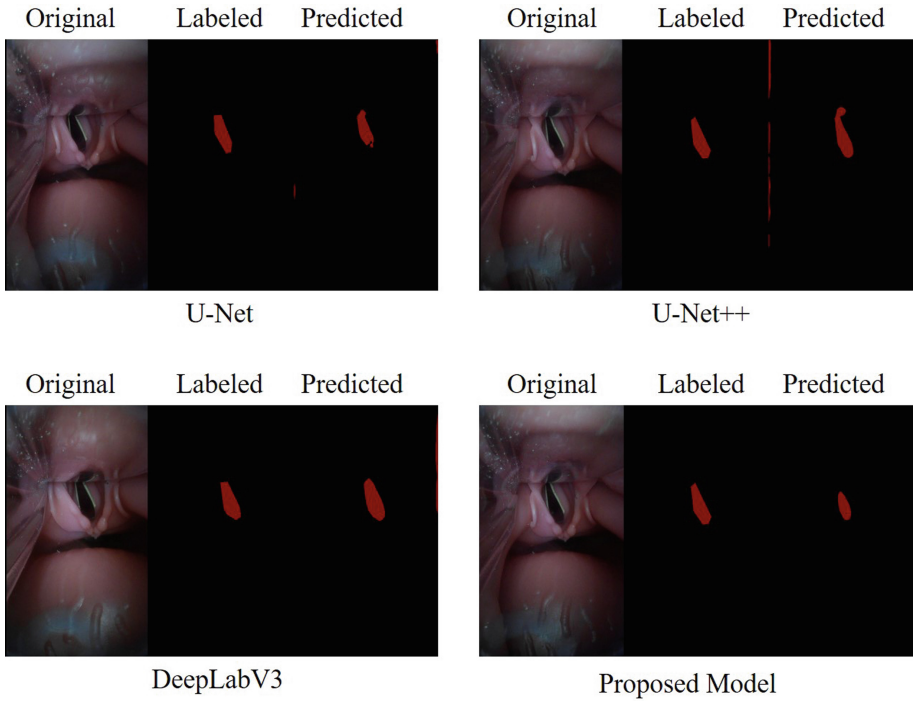 Original Labeled Predicted
Original Labeled Predicted
U-Net
U-Net++
Original Labeled Predicted
Original Labeled Predicted
DeepLabV3
Proposed Model